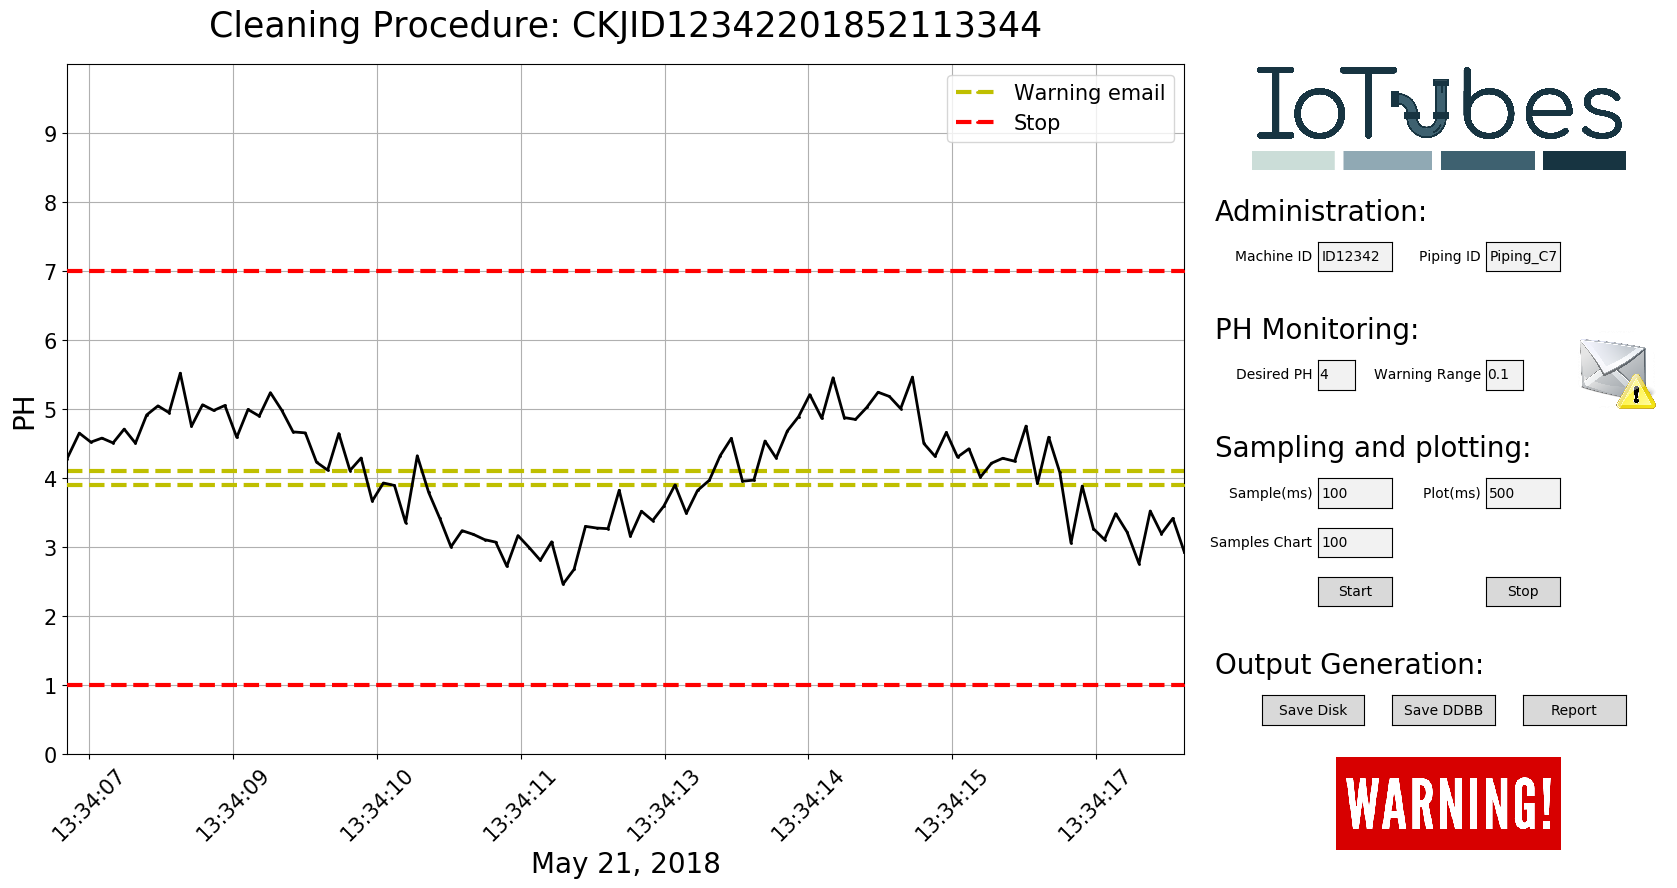 Cleaning Procedure: CKJID12342201852113344
Warning email
Stop
9
8
7
6
5
4
3
2
1
0
PH
13:34:07
13:34:09
13:34:10
13:34:11
13:34:13
13:34:14
13:34:15
13:34:17
May 21, 2018
IoTubes
Administration:
Machine ID ID12342 Piping ID Piping_C7
PH Monitoring:
Desired PH 4 Warning Range 0.1
Sampling and plotting:
Sample(ms) 100 Plot(ms) 500
Samples Chart 100
Start Stop
Output Generation:
Save Disk Save DDBB Report
WARNING!